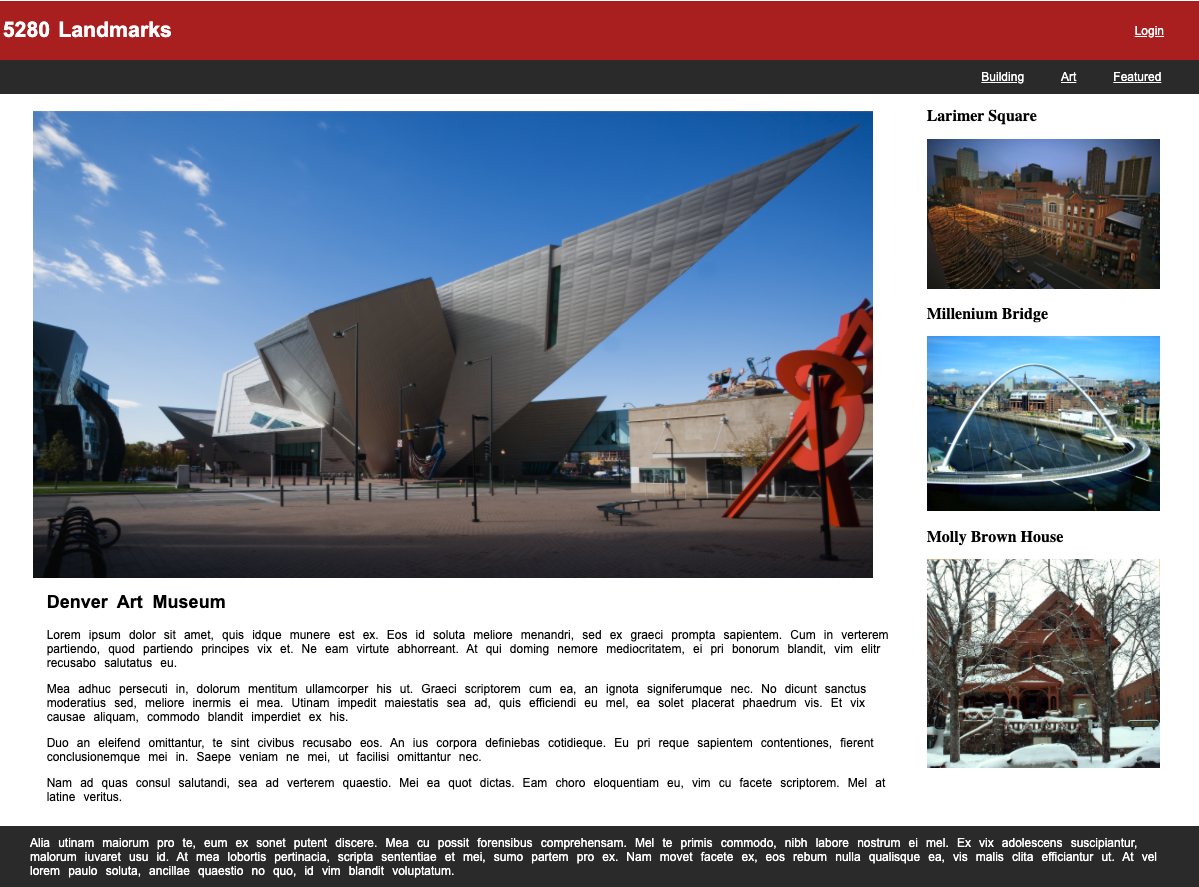 5280 Landmarks
Login
Building Art Featured
Larimer Square
Millenium Bridge
Molly Brown House
Denver Art Museum
Lorem ipsum dolor sit amet, quis idque munere est ex. Eos id soluta meliore menandri, sed ex graeci prompta sapientem. Cum in verterem
partiendo, quod partiendo principes vix et. Ne eam virtute abhorreant. At qui doming nemore mediocritatem, ei pri bonorum blandit, vim elitr
recusabo salutatus eu.
Mea adhuc persecuti in, dolorum mentitum ullamcorper his ut. Graeci scriptorem cum ea, an ignota signiferumque nec. No dicunt sanctus
moderatius sed, meliore inermis ei mea. Utinam impedit maiestatis sea ad, quis efficiendi eu mel, ea solet placerat phaedrum vis. Et vix
causae aliquam, commodo blandit imperdiet ex his.
Duo an eleifend omittantur, te sint civibus recusabo eos. An ius corpora definiebas cotidieque. Eu pri reque sapientem contentiones, fierent
conclusionemque mei in. Saepe veniam ne mei, ut facilisi omittantur nec.
Nam ad quas consul salutandi, sea ad verterem quaestio. Mei ea quot dictas. Eam choro eloquentiam eu, vim cu facete scriptorem. Mel at
latine veritus.
Alia utinam maiorum pro te, eum ex sonet putent discere. Mea cu possit forensibus comprehensam. Mel te primis commodo, nibh labore nostrum ei mel. Ex vix adolescens suscipiantur,
malorum iuvaret usu id. At mea lobortis pertinacia, scripta sententiae et mei, sumo partem pro ex. Nam movet facete ex, eos rebum nulla qualisque ea, vis malis clita efficiantur ut. At vel
lorem paulo soluta, ancillae quaestio no quo, id vim blandit voluptatum.